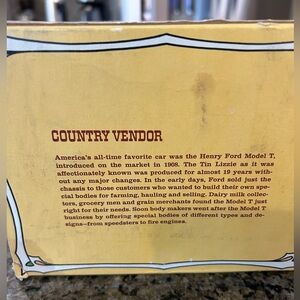 COUNTRY VENDOR
America's all-time favorite car was the Henry Ford Model T,
introduced on the market in 1908. The Tin Lizzie as it was
affectionately known was produced for almost 19 years with-
out any major changes. In the early days, Ford sold just the
chassis to those customers who wanted to build their own spe-
cial bodies for farming, hauling and selling. Dairy milk collec-
tors, grocery men and grain merchants found the Model T just
right for their needs. Soon body makers went after the Model T
business by offering special bodies of different types and de-
signs—from speedsters to fire engines.